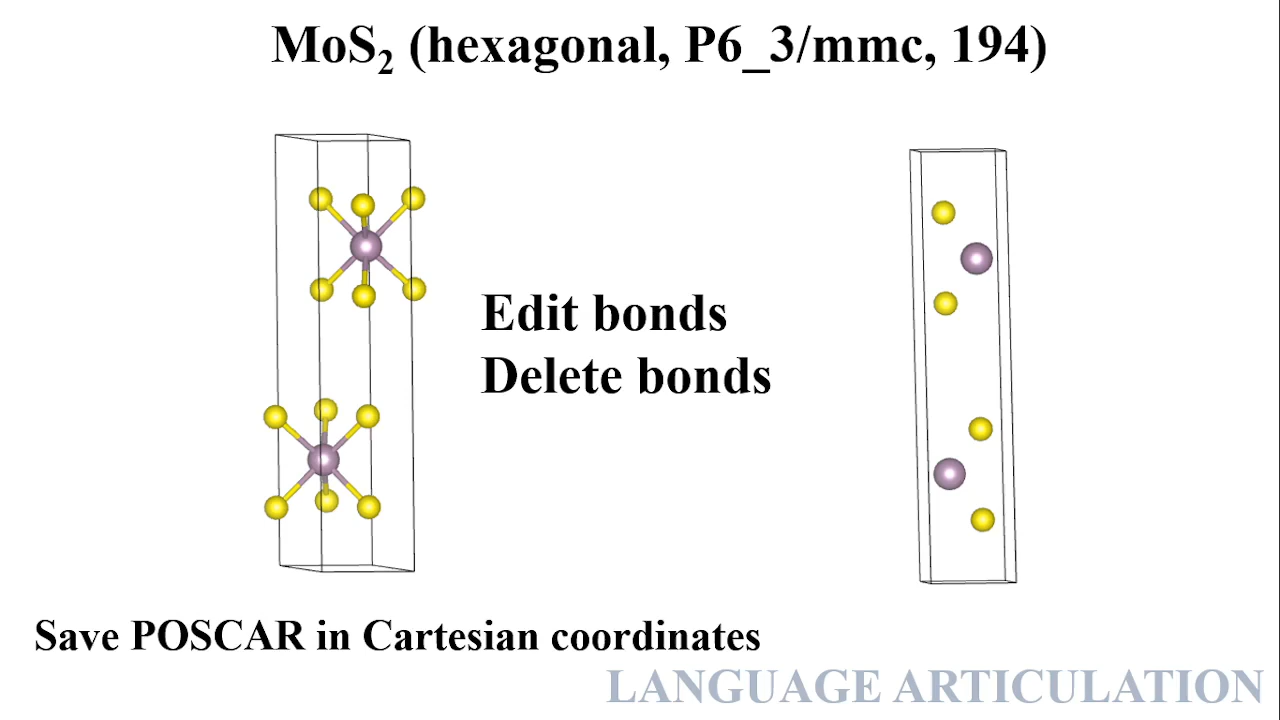 MoS₂ (hexagonal, P6_3/mmc, 194)
Edit bonds
Delete bonds
Save POSCAR in Cartesian coordinates
LANGUAGE ARTICULATION